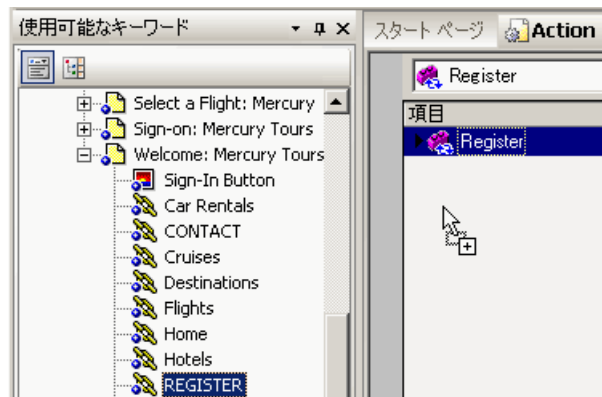 使用可能なキーワード
Select a Flight: Mercury
Sign-on: Mercury Tours
Welcome: Mercury Tours
Sign-In Button
Car Rentals
CONTACT
Cruises
Destinations
Flights
Home
Hotels
REGISTER
スタート ページ
Action
Register
項目
Register